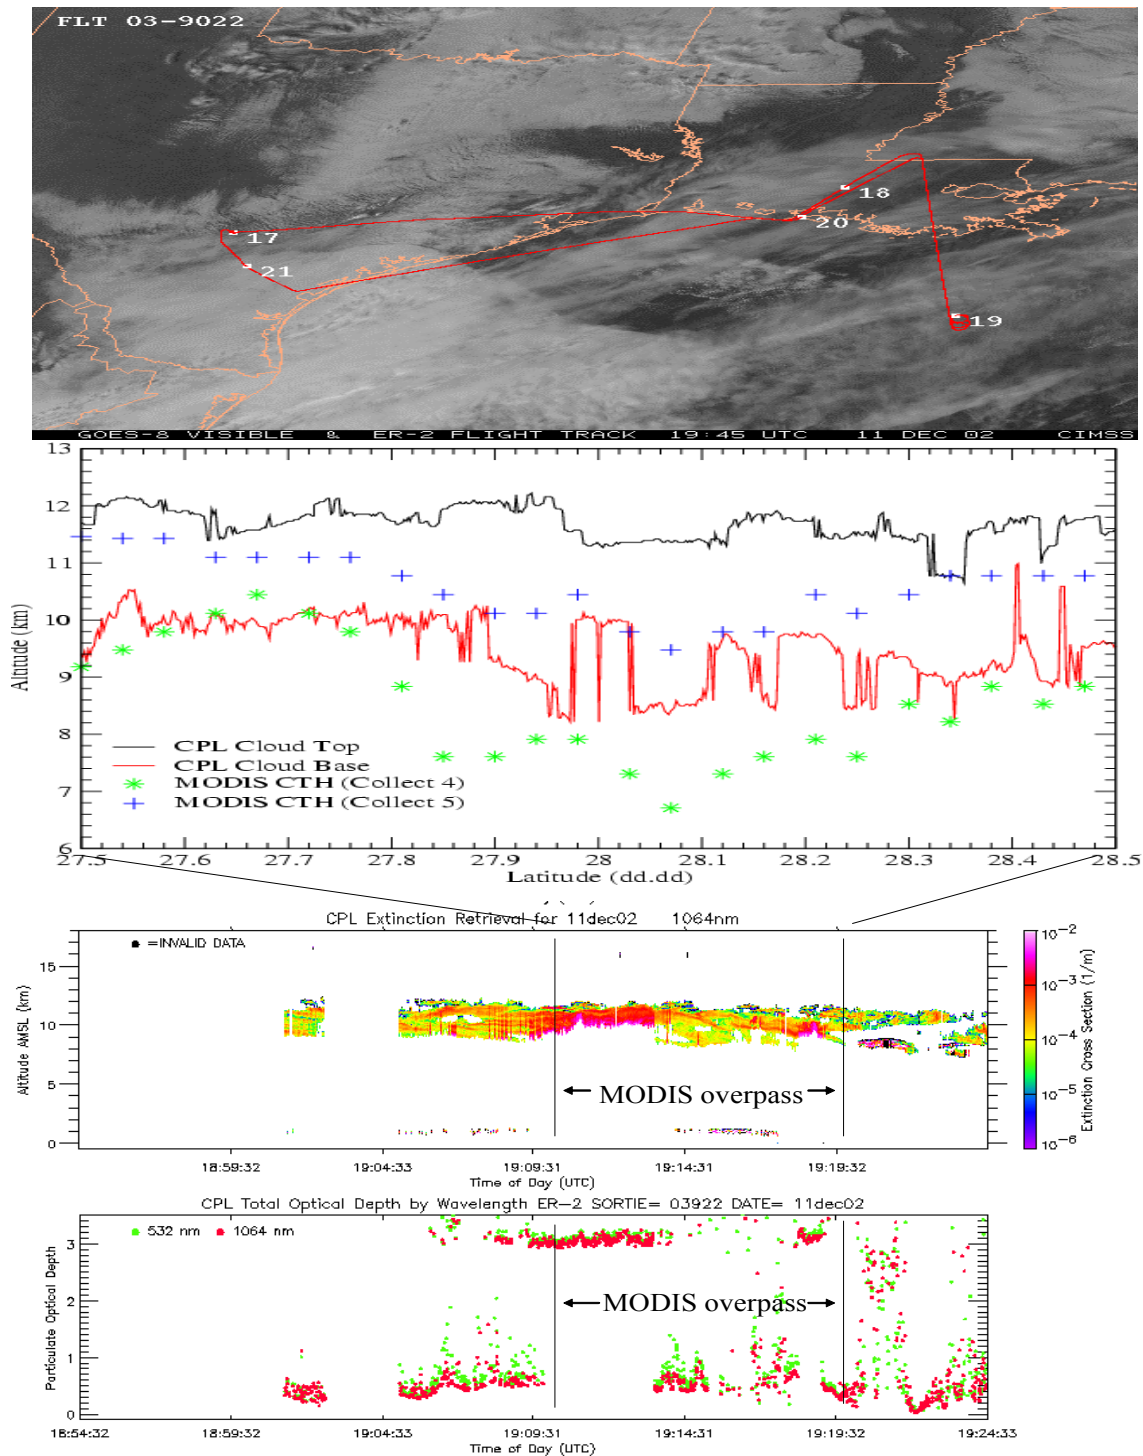 FLT 03-9022
17
18
20
21
19
GOES-8 VISIBLE & ER-2 FLIGHT TRACK 19:45 UTC 11 DEC 02 CIMSS
13
12
11
10
9
8
7
6
Altitude (km)
CPL Cloud Top
CPL Cloud Base
MODIS CTH (Collect 4)
MODIS CTH (Collect 5)
27.5 27.6 27.7 27.8 27.9 28 28.1 28.2 28.3 28.4 28.5
Latitude (dd.dd)
CPL Extinction Retrieval for 11dec02 1064nm
=INVALID DATA
15
10
5
0
Altitude AMSL (km)
MODIS overpass
10-2
10-3
10-4
10-5
10-6
Extinction Cross Section (1/m)
18:59:32 19:04:33 19:09:31 19:14:31 19:19:32
Time of Day (UTC)
CPL Total Optical Depth by Wavelength ER-2 SORTIE= 03922 DATE= 11dec02
532 nm 1064 nm
3
2
1
0
Particulate Optical Depth
MODIS overpass
18:54:32 18:59:32 19:04:33 19:09:31 19:14:31 19:19:32 19:24:33
Time of Day (UTC)